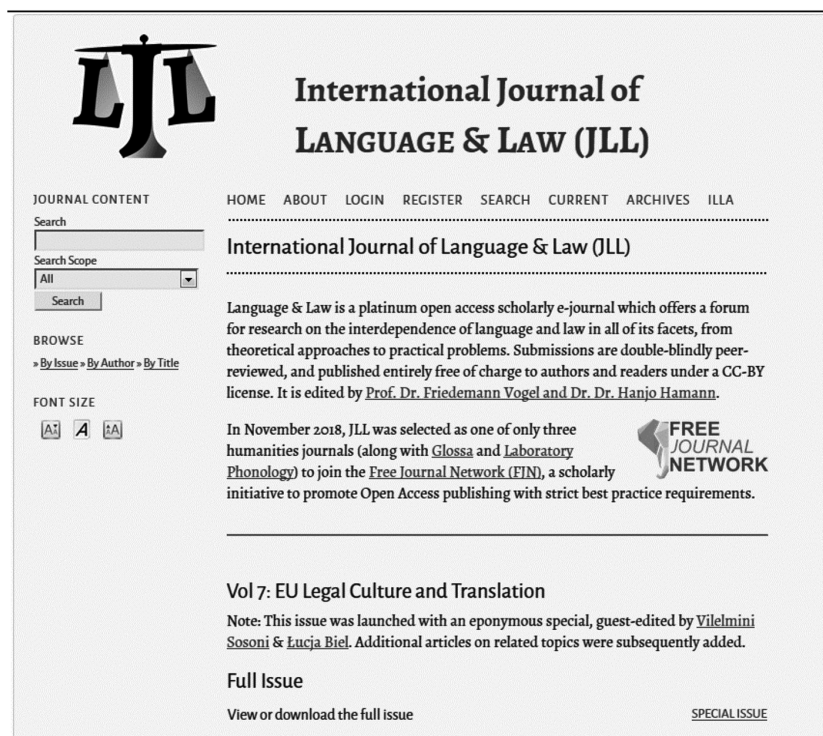 LJL
International Journal of
LANGUAGE & LAW (JLL)
JOURNAL CONTENT
Search
Search Scope
All
Search
BROWSE
» By Issue » By Author » By Title
FONT SIZE
A A A
HOME ABOUT LOGIN REGISTER SEARCH CURRENT ARCHIVES ILLA
International Journal of Language & Law (JLL)
Language & Law is a platinum open access scholarly e-journal which offers a forum
for research on the interdependence of language and law in all of its facets, from
theoretical approaches to practical problems. Submissions are double-blindly peer-
reviewed, and published entirely free of charge to authors and readers under a CC-BY
license. It is edited by Prof. Dr. Friedemann Vogel and Dr. Dr. Hanjo Hamann.
In November 2018, JLL was selected as one of only three
humanities journals (along with Glossa and Laboratory
Phonology) to join the Free Journal Network (FJN), a scholarly
initiative to promote Open Access publishing with strict best practice requirements.
FREE
JOURNAL
NETWORK
Vol 7: EU Legal Culture and Translation
Note: This issue was launched with an eponymous special, guest-edited by Vilelmini
Sosoni & Łucja Biel. Additional articles on related topics were subsequently added.
Full Issue
View or download the full issue SPECIAL ISSUE